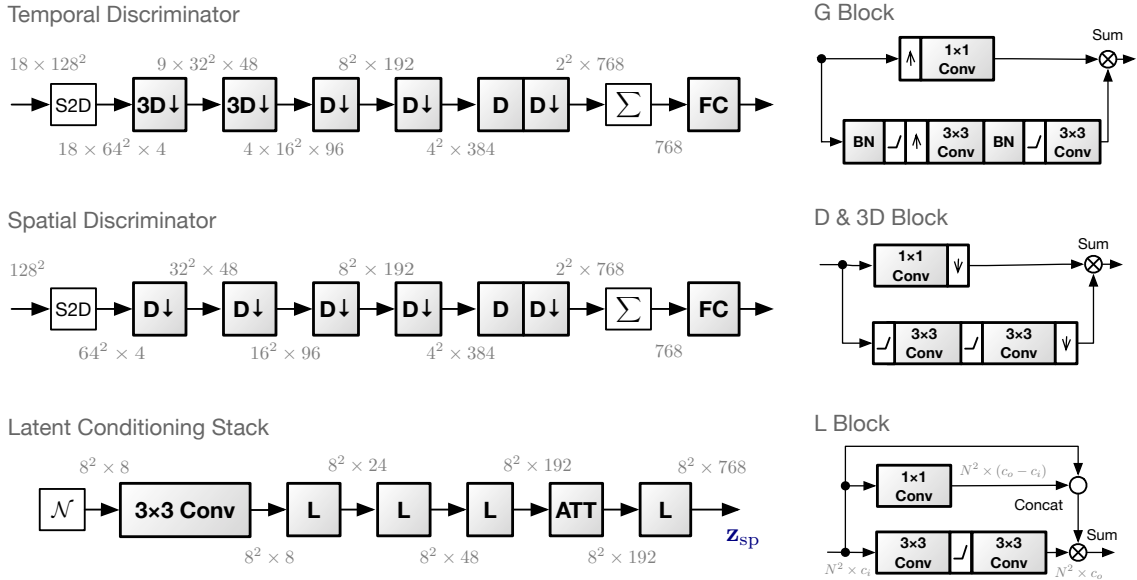 Temporal Discriminator
18 × 128² 9 × 32² × 48 8² × 192 2² × 768
S2D 3D↓ 3D↓ D↓ D↓ D D↓ ∑ FC
18 × 64² × 4 4 × 16² × 96 4² × 384 768
Spatial Discriminator
128² 32² × 48 8² × 192 2² × 768
S2D D↓ D↓ D↓ D↓ D D↓ ∑ FC
64² × 4 16² × 96 4² × 384 768
Latent Conditioning Stack
8² × 8 8² × 24 8² × 192 8² × 768
𝒩 3×3 Conv L L L ATT L
z_sp
8² × 8 8² × 48 8² × 192
G Block
Sum
↑ 1×1
Conv
BN ↑ 3×3
Conv BN 3×3
Conv
D & 3D Block
Sum
1×1
Conv ↓
3×3
Conv 3×3
Conv ↓
L Block
1×1
Conv
N² × (c_o − c_i)
Concat
Sum
3×3
Conv 3×3
Conv
N² × c_i N² × c_o